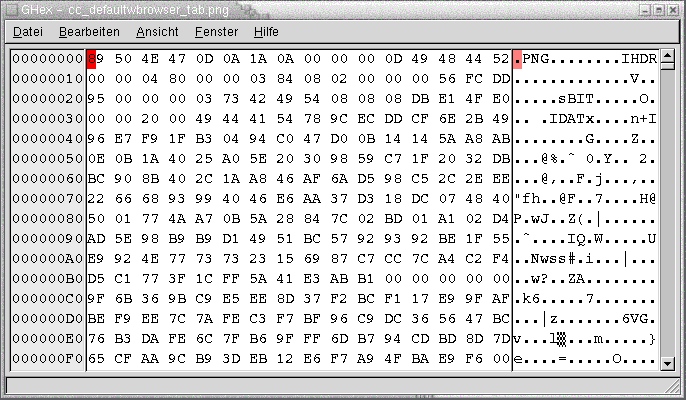 GHex - cc_defaultwbrowser_tab.png
Datei Bearbeiten Ansicht Fenster Hilfe
00000000 89 50 4E 47 0D 0A 1A 0A 00 00 00 0D 49 48 44 52 .PNG........IHDR
00000010 00 00 04 80 00 00 03 84 08 02 00 00 00 56 FC DD .............V..
00000020 95 00 00 00 03 73 42 49 54 08 08 08 DB E1 4F E0 .....sBIT.....O.
00000030 00 00 20 00 49 44 41 54 78 9C EC DD CF 6E 2B 49 .. .IDATx....n+I
00000040 96 E7 F9 1F B3 04 94 C0 47 D0 0B 14 14 5A A8 AB ........G....Z..
00000050 0E 0B 1A 40 25 A0 5E 20 30 98 59 C7 1F 20 32 DB ...@%.^ 0.Y.. 2.
00000060 BC 90 8B 40 2C 1A A8 46 AF 6A D5 98 C5 2C 2E EE ...@,..F.j...,..
00000070 22 66 68 93 99 40 46 E6 AA 37 D3 18 DC 07 48 40 "fh..@F..7....H@
00000080 50 01 77 4A A7 0B 5A 28 84 7C 02 BD 01 A1 02 D4 P.wJ..Z(.|......
00000090 AD 5E 98 B9 B9 D1 49 51 BC 57 92 93 92 BE 1F 55 .^....IQ.W.....U
000000A0 E9 92 4E 77 73 73 23 15 69 87 C7 CC 7C A4 C2 F4 ..Nwss#.i...|...
000000B0 D5 C1 77 3F 1C FF 5A 41 E3 AB B1 00 00 00 00 00 ..w?..ZA........
000000C0 9F 6B 36 9B C9 E5 EE 8D 37 F2 BC F1 17 E9 9F AF .k6.....7.......
000000D0 BE F9 EE 7C 7A FE C3 F7 BF 96 C9 DC 36 56 47 BC ...|z.......6VG.
000000E0 76 B3 DA FE 6C 7F B6 9F FF 6D B7 94 CD BD 8D 7D v...l....m.....}
000000F0 65 CF AA 9C B9 3D EB 12 E6 F7 A9 4F BA E9 F6 00 e....=.....O....